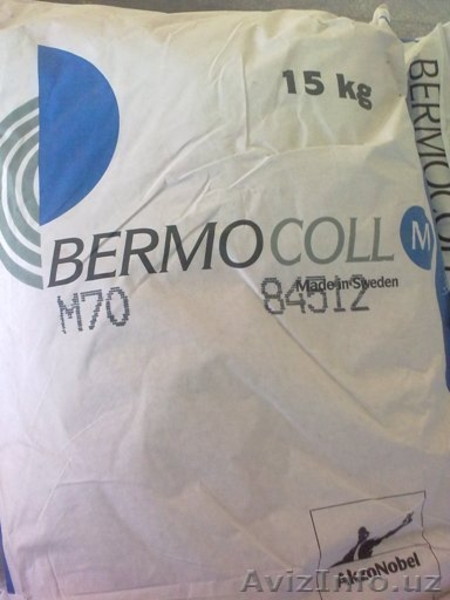 15 kg
BERMOCOLL M
Made in Sweden
M70 84512
BERMOCOLL
AkzoNobel
AvizInfo.uz